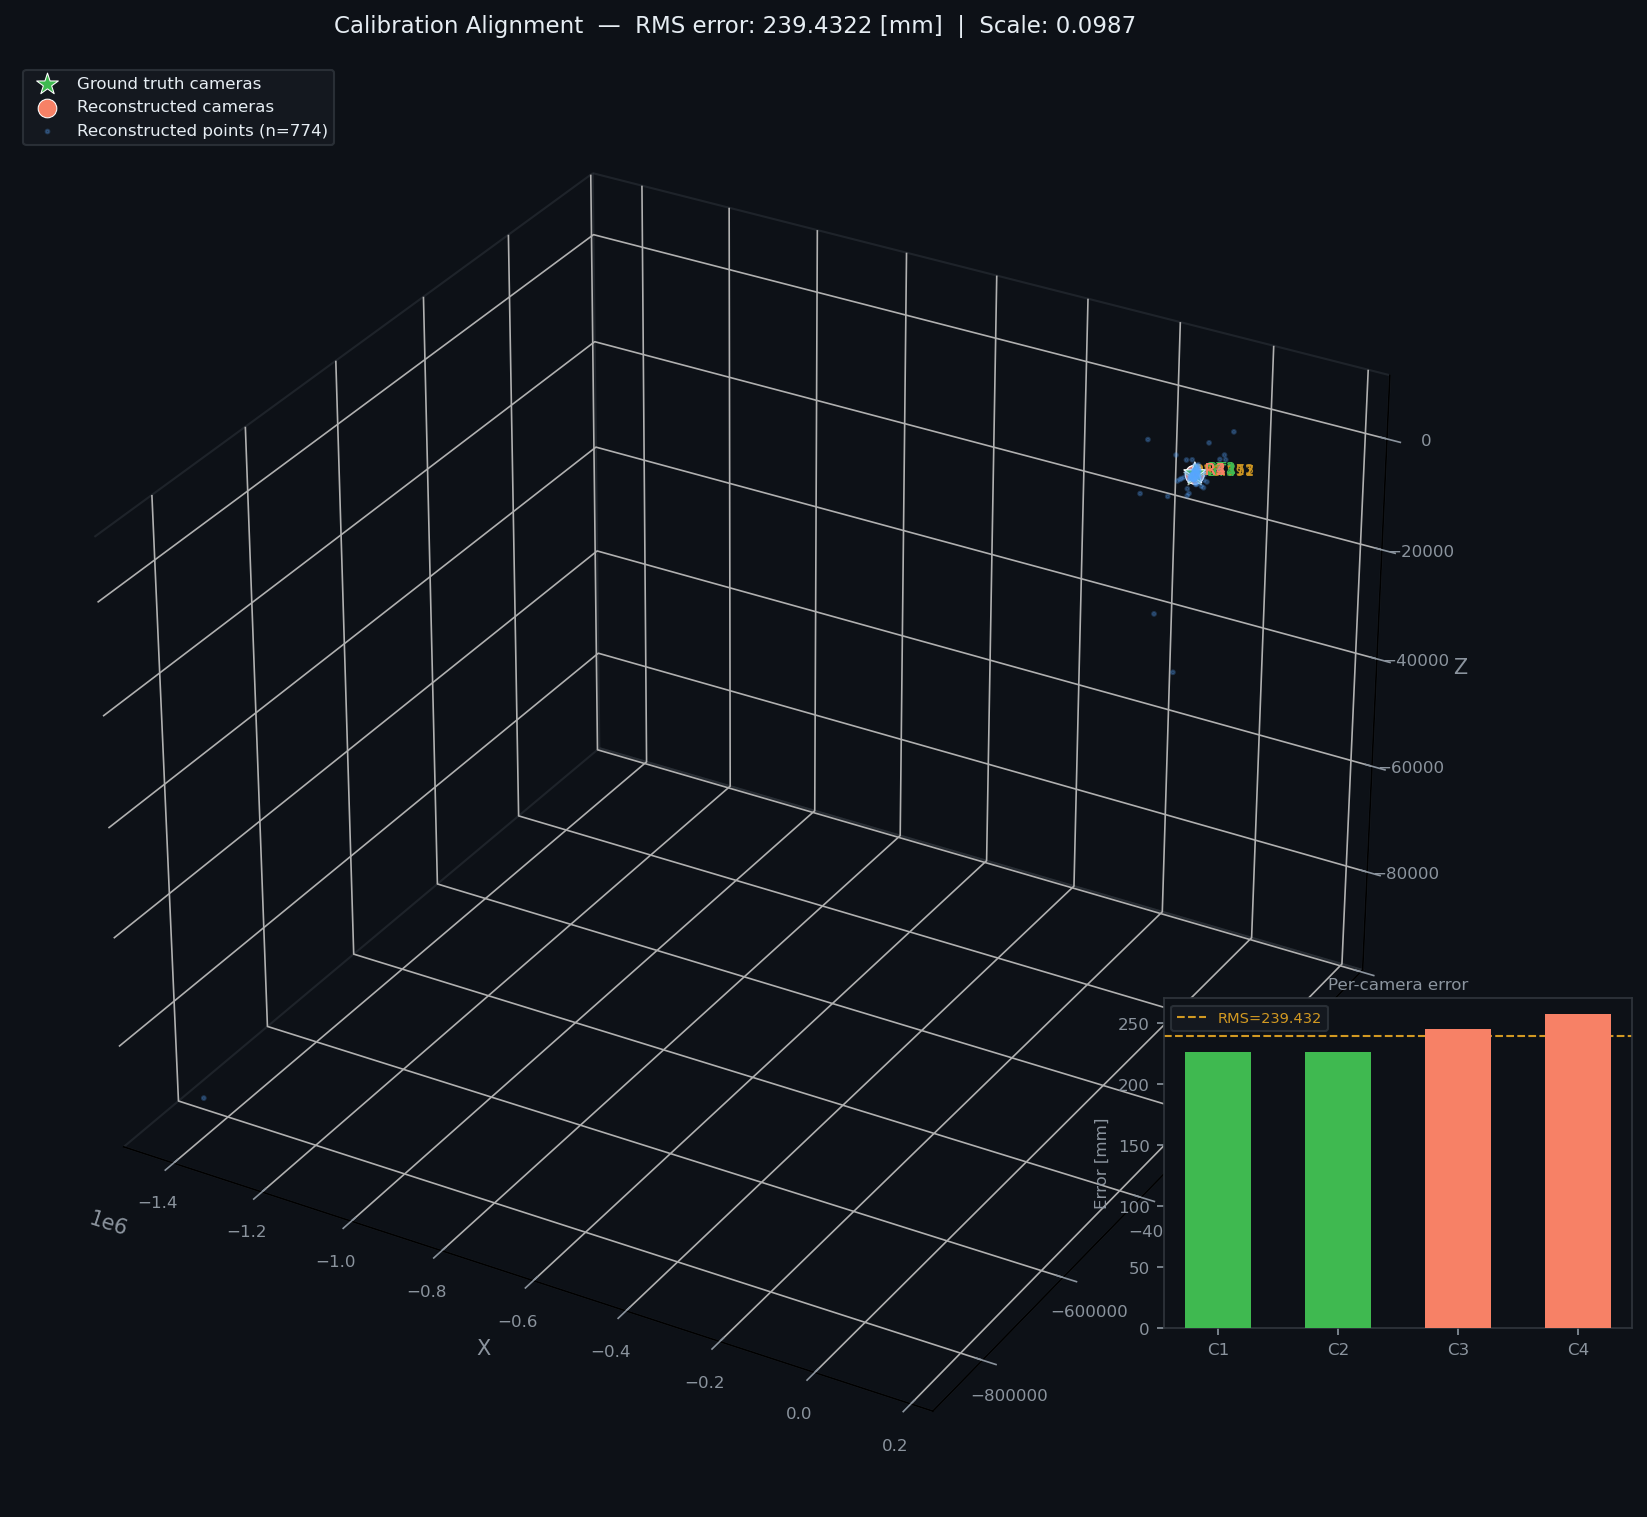 Calibration Alignment — RMS error: 239.4322 [mm] | Scale: 0.0987
Ground truth cameras
Reconstructed cameras
Reconstructed points (n=774)
0
−20000
−40000
Z
−60000
−80000
Per-camera error
RMS=239.432
250
200
150
100
50
0
Error [mm]
C1
C2
C3
C4
−40
−600000
−800000
1e6
−1.4
−1.2
−1.0
−0.8
−0.6
−0.4
−0.2
0.0
0.2
X